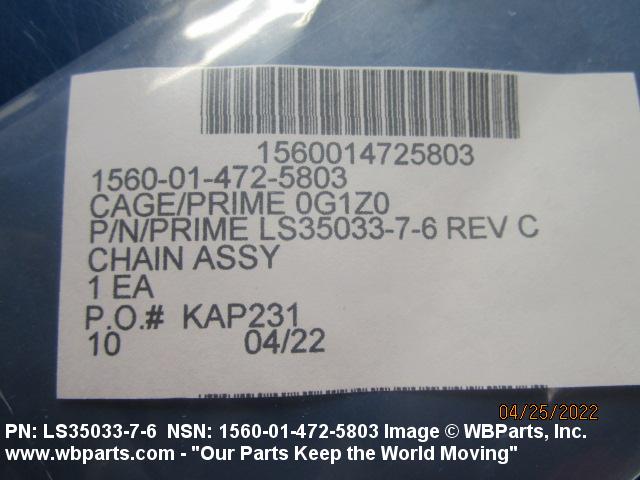 1560014725803
1560-01-472-5803
CAGE/PRIME 0G1Z0
P/N/PRIME LS35033-7-6 REV C
CHAIN ASSY
1 EA
P.O.# KAP231
10 04/22
04/25/2022
PN: LS35033-7-6 NSN: 1560-01-472-5803 Image © WBParts, Inc.
www.wbparts.com - "Our Parts Keep the World Moving"